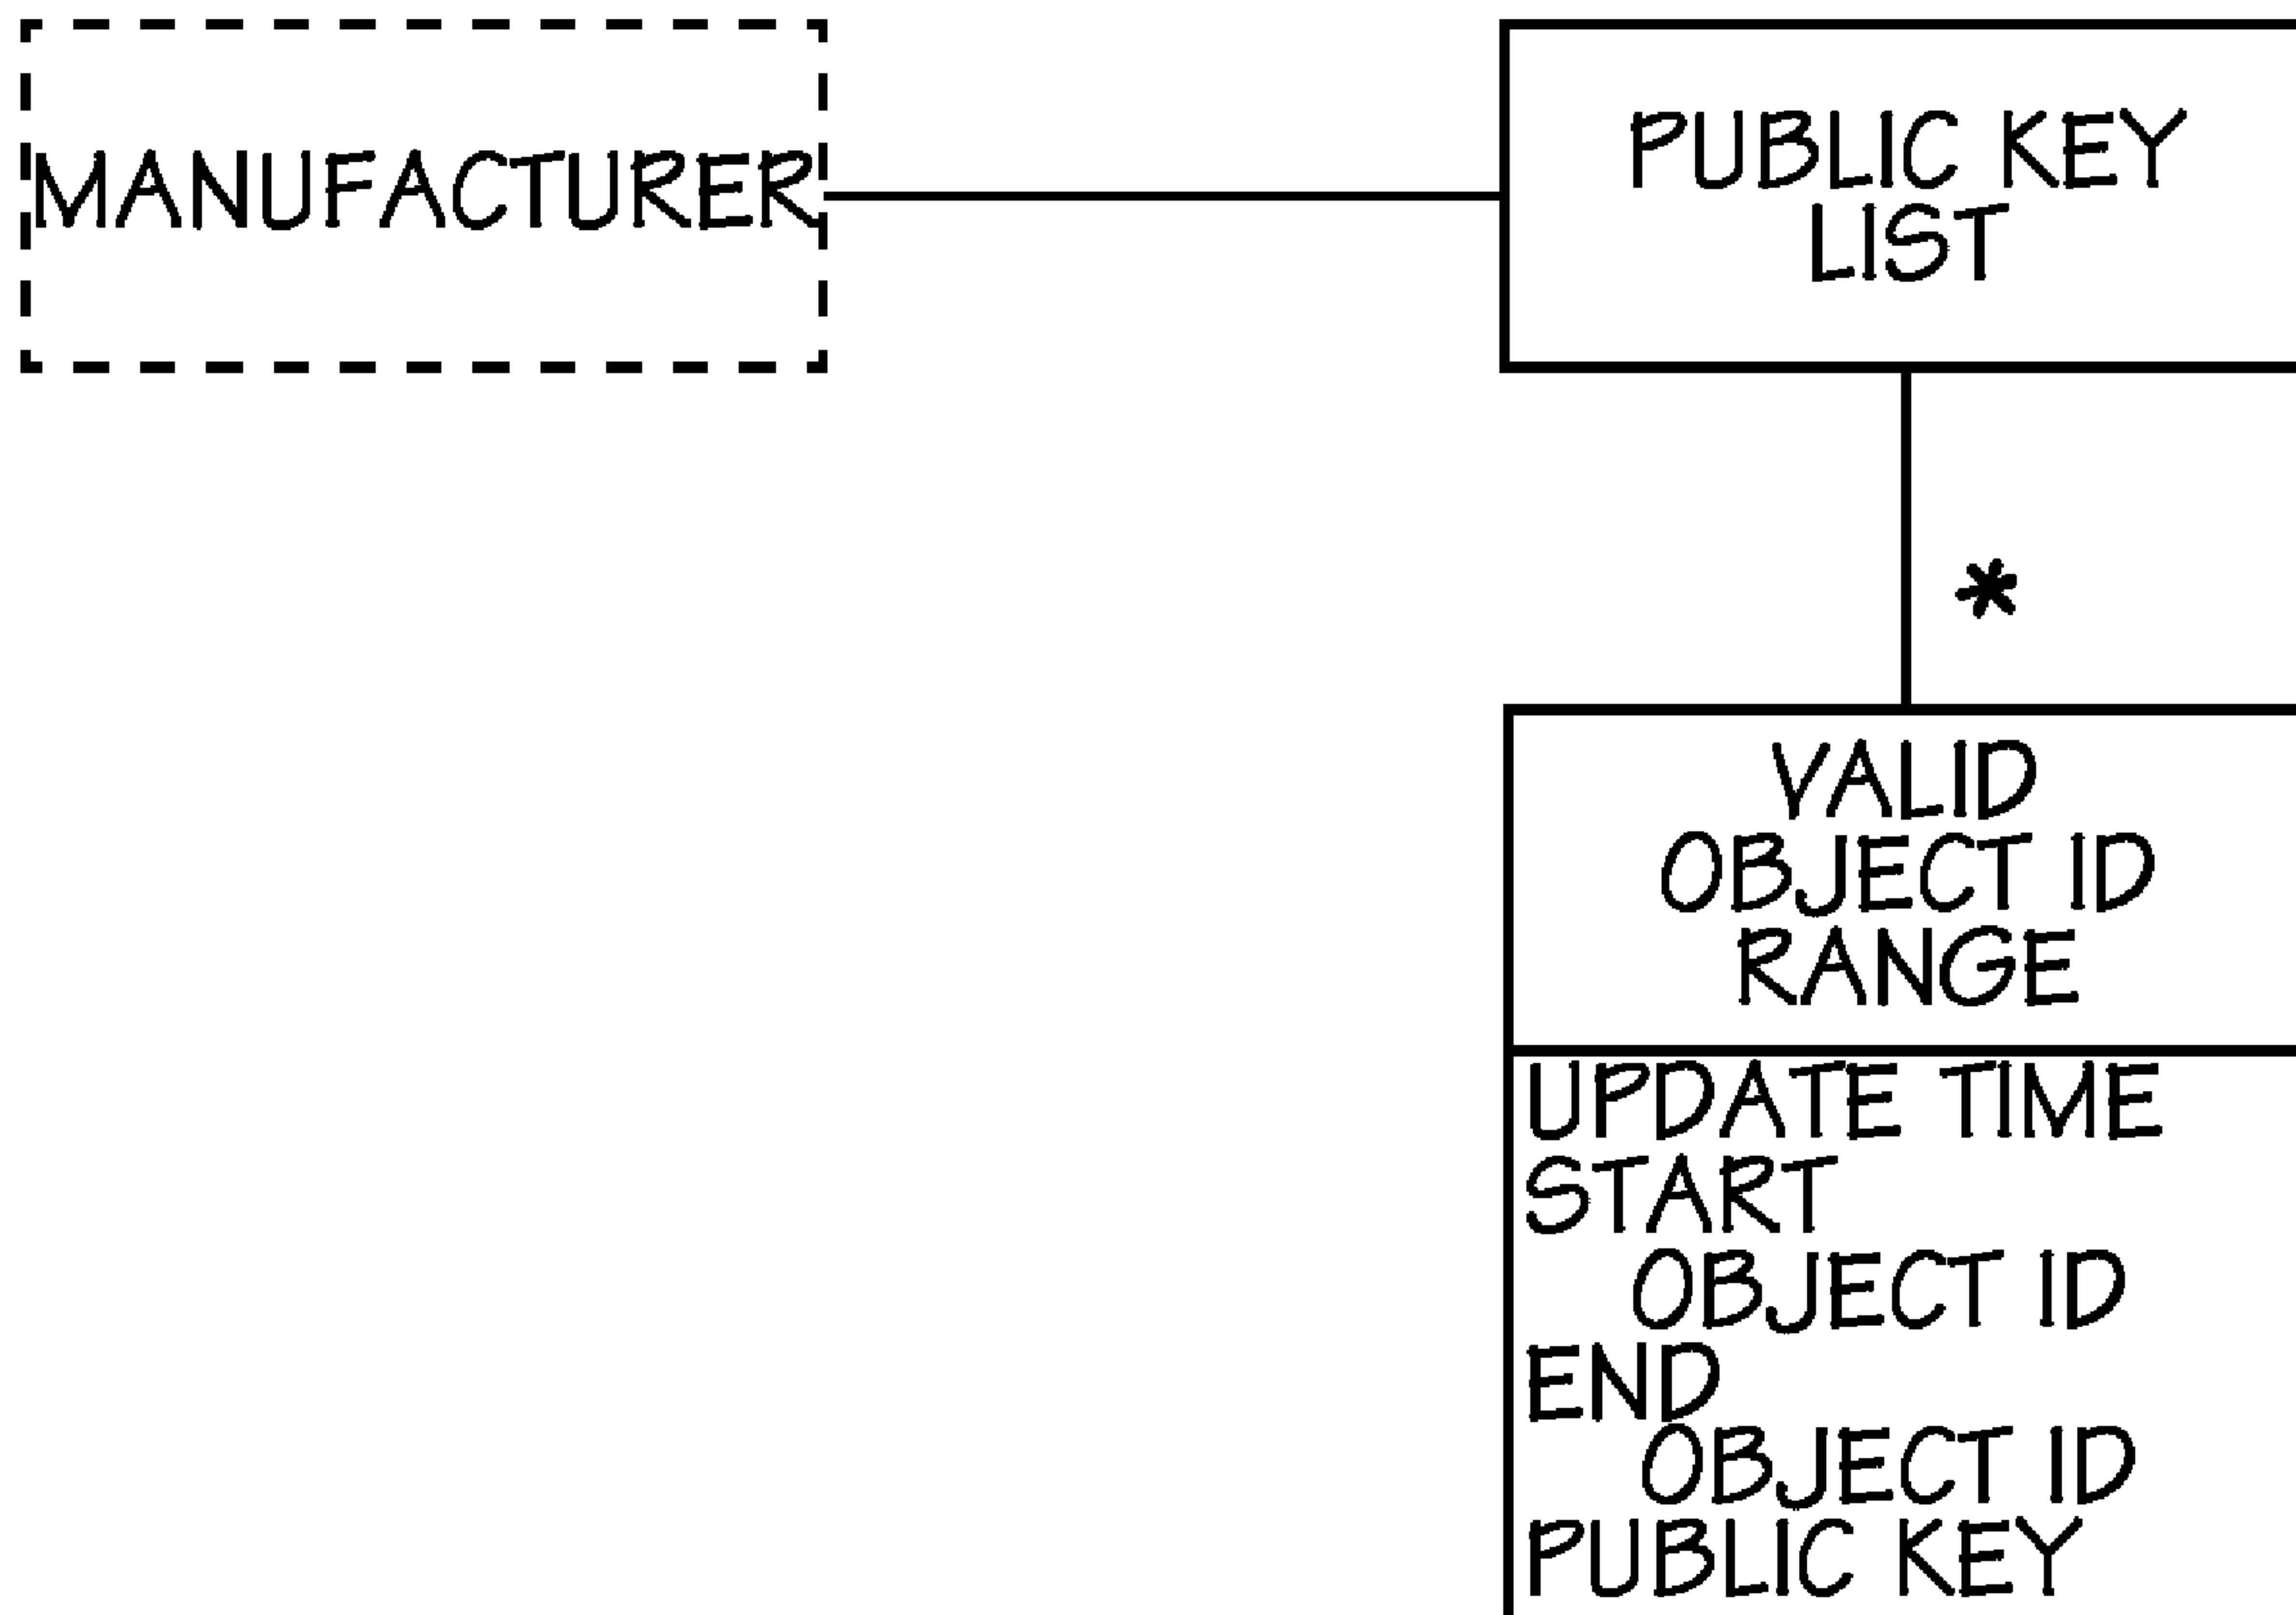 MANUFACTURER
PUBLIC KEY
LIST
*
VALID
OBJECT ID
RANGE
UPDATE TIME
START
OBJECT ID
END
OBJECT ID
PUBLIC KEY